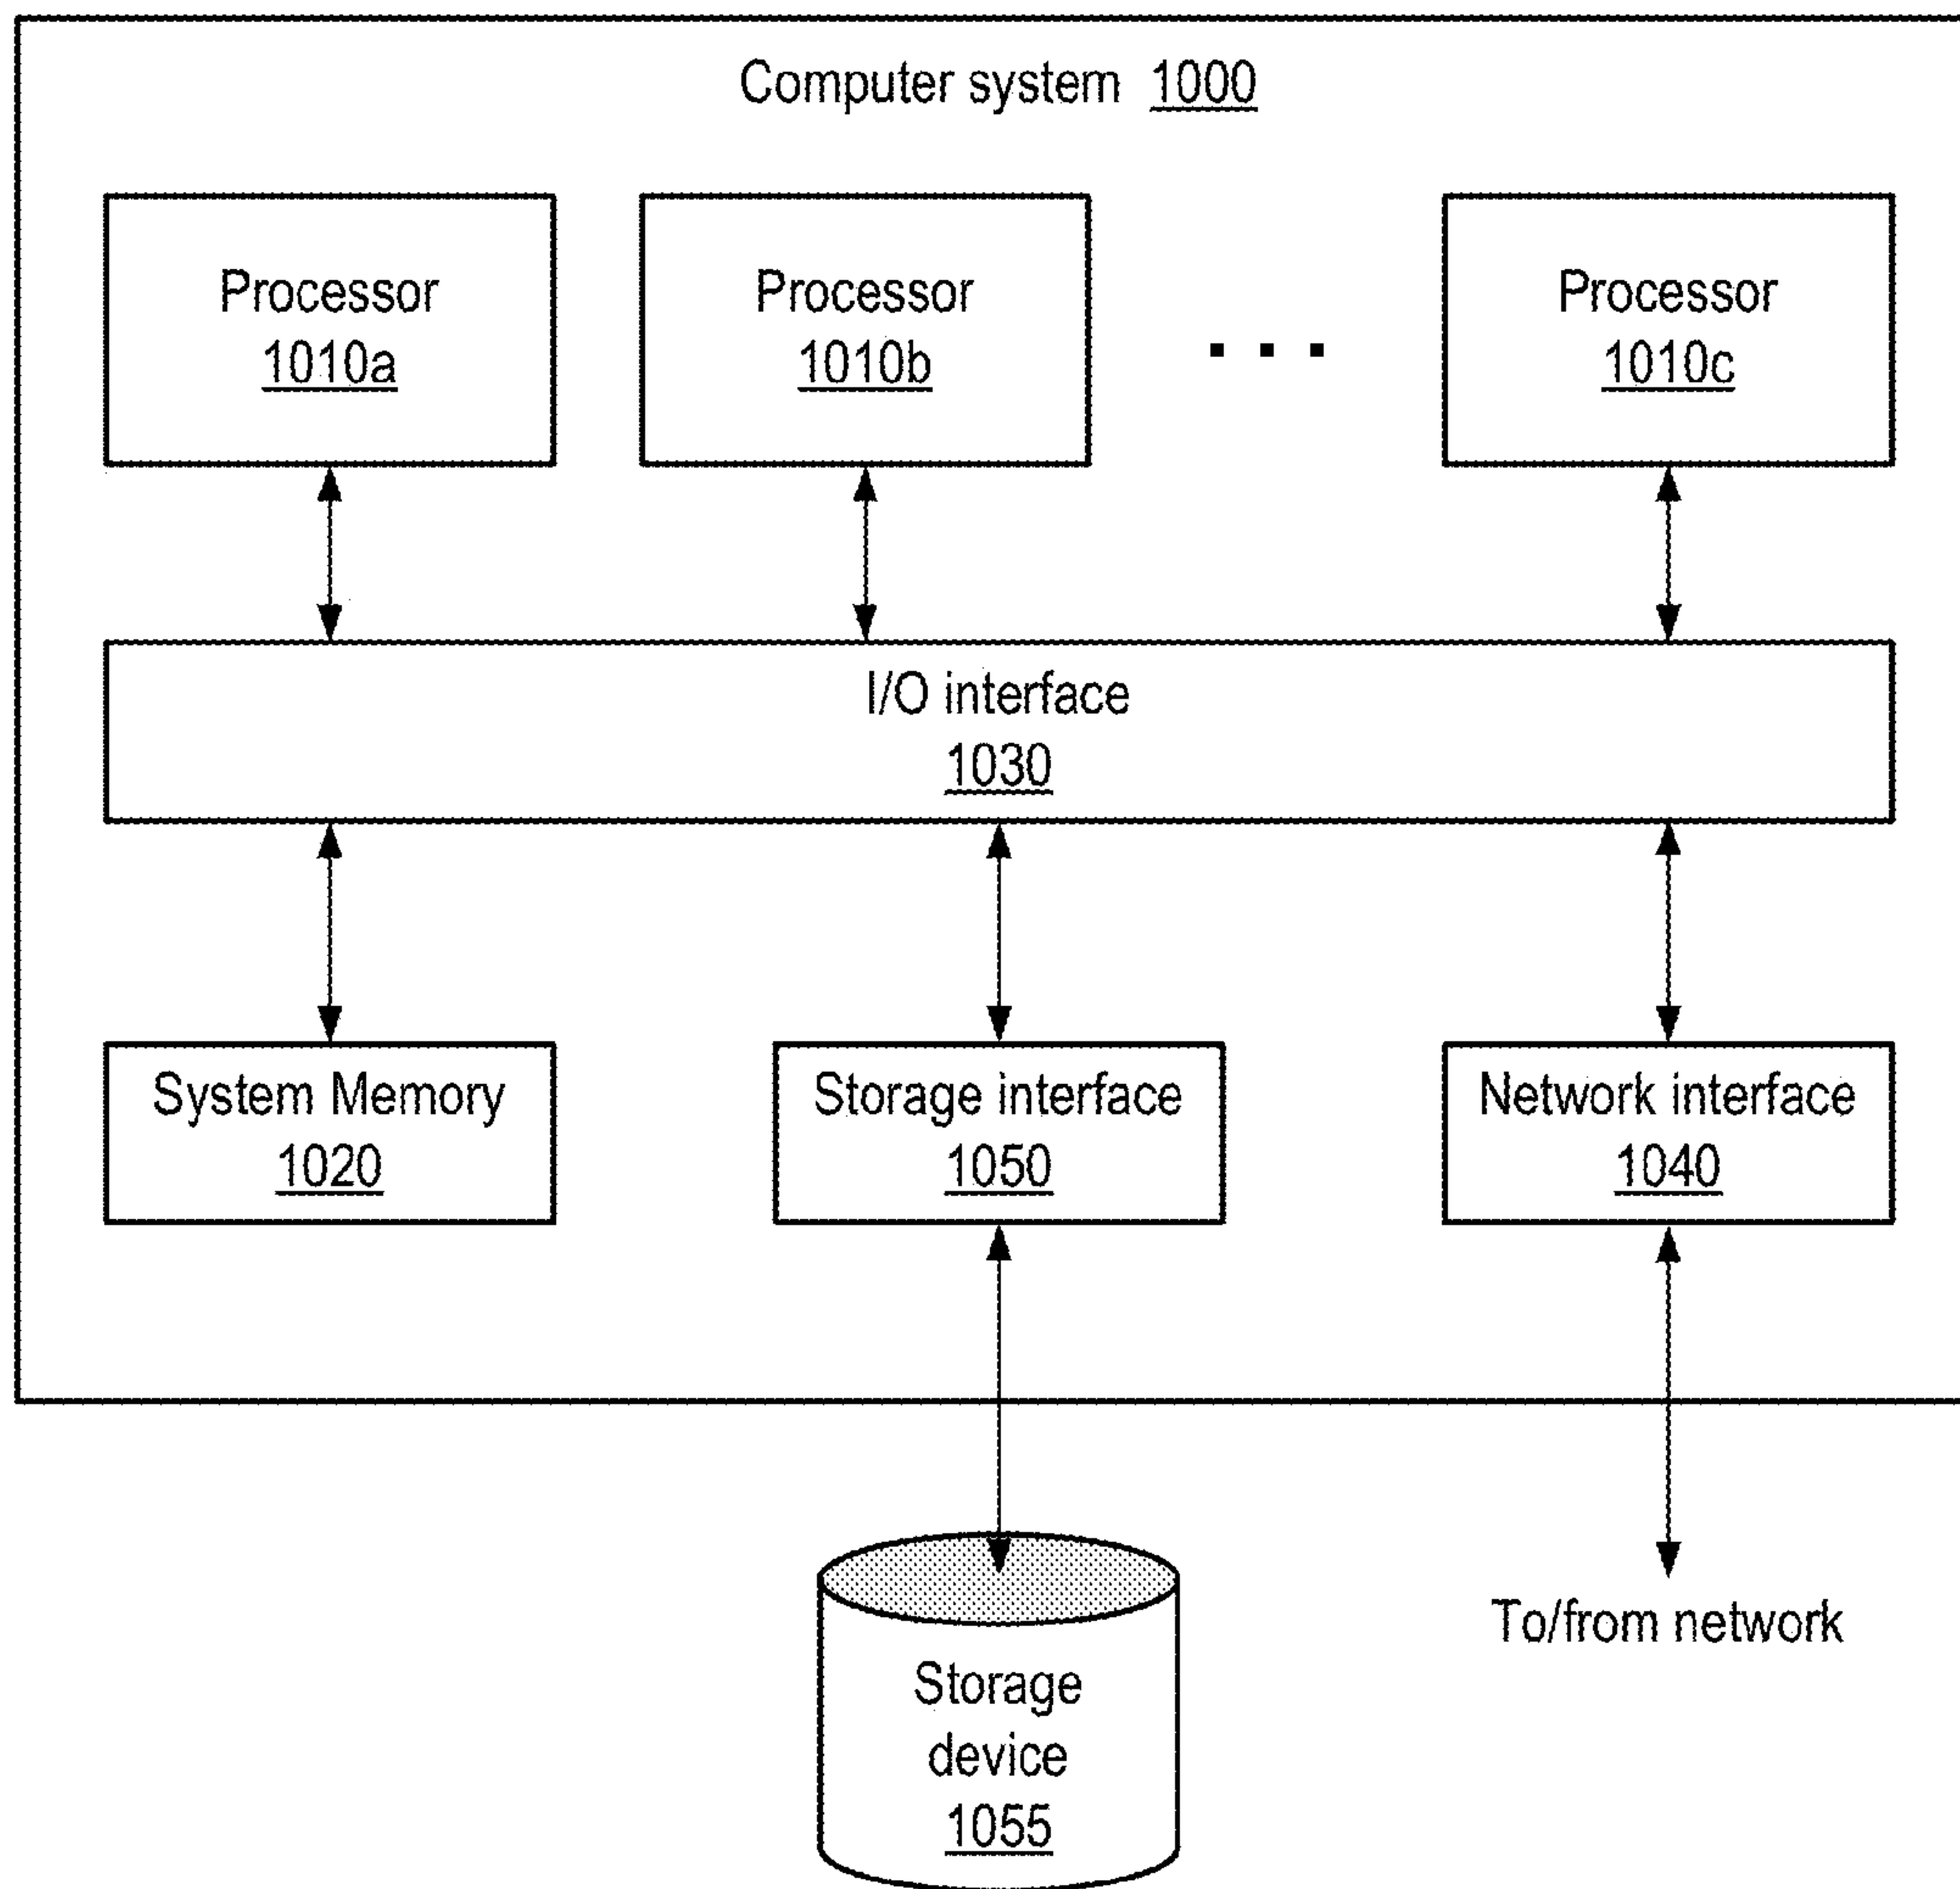 Computer system 1000
Processor
1010a
Processor
1010b
. . .
Processor
1010c
I/O interface
1030
System Memory
1020
Storage interface
1050
Network interface
1040
To/from network
Storage
device
1055